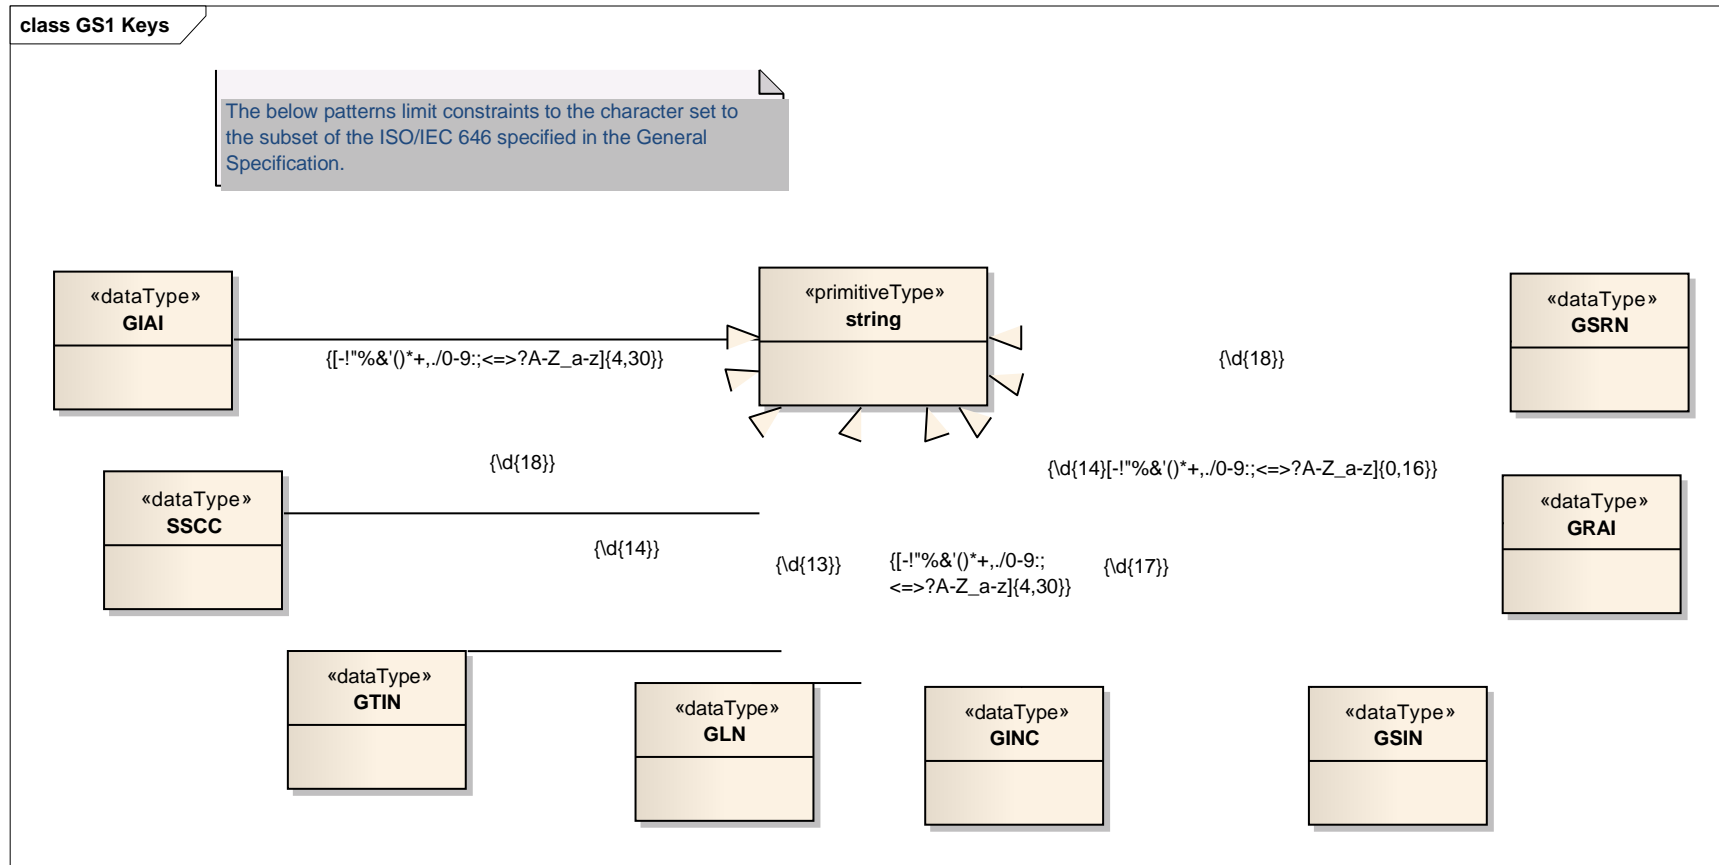 class GS1 Keys
The below patterns limit constraints to the character set to
the subset of the ISO/IEC 646 specified in the General
Specification.
«dataType»
GIAI
«primitiveType»
string
«dataType»
GSRN
{[-!"%&'()*+,./0-9:;<=>?A-Z_a-z]{4,30}}
{\d{18}}
{\d{18}}
{\d{14}[-!"%&'()*+,./0-9:;<=>?A-Z_a-z]{0,16}}
«dataType»
SSCC
«dataType»
GRAI
{\d{14}}
{\d{13}}
{[-!"%&'()*+,./0-9:;
<=>?A-Z_a-z]{4,30}}
{\d{17}}
«dataType»
GTIN
«dataType»
GLN
«dataType»
GINC
«dataType»
GSIN